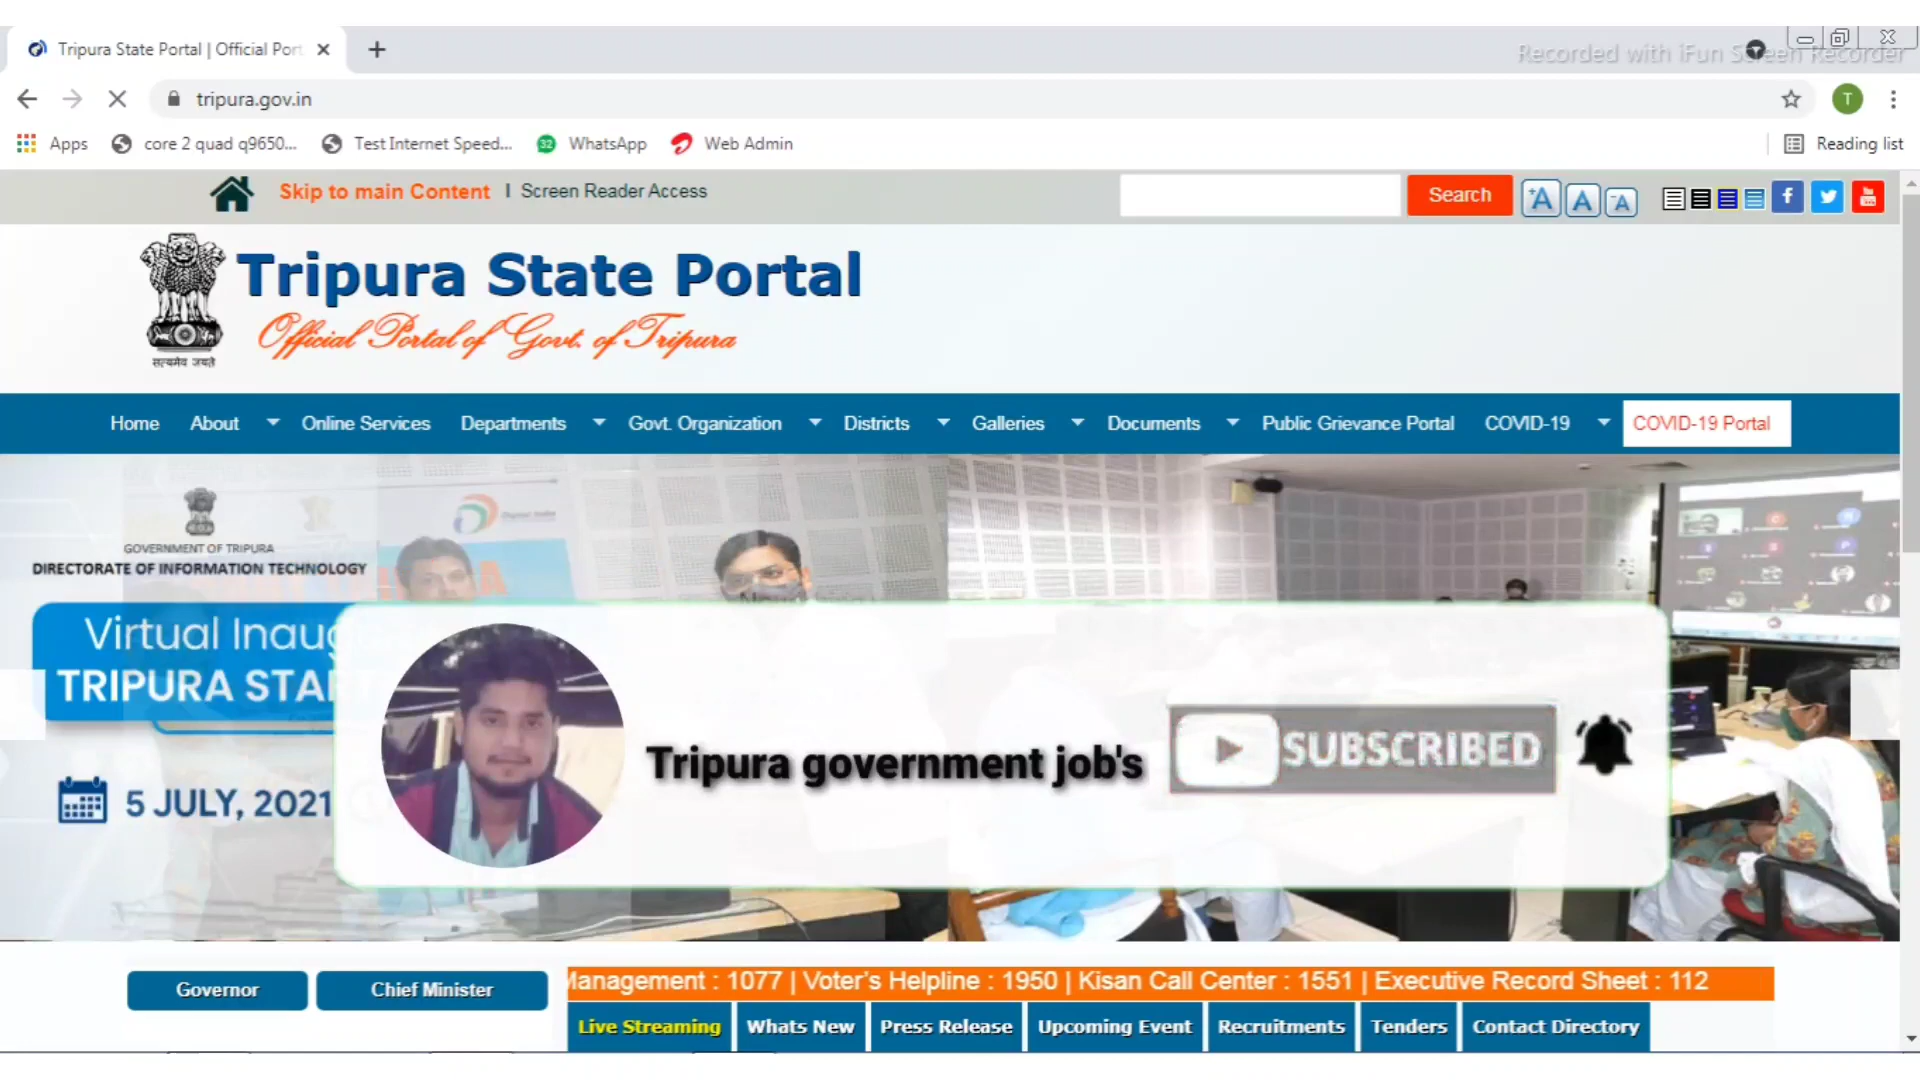 Tripura State Portal | Official Port
Recorded with iFun Screen Recorder
tripura.gov.in
T
Apps
core 2 quad q9650...
Test Internet Speed...
32
WhatsApp
Web Admin
Reading list
Skip to main Content
Screen Reader Access
Search
+A
A
-A
f
You
Tripura State Portal
Official Portal of Govt. of Tripura
सत्यमेव जयते
Home
About
Online Services
Departments
Govt. Organization
Districts
Galleries
Documents
Public Grievance Portal
COVID-19
COVID-19 Portal
GOVERNMENT OF TRIPURA
DIRECTORATE OF INFORMATION TECHNOLOGY
Virtual Inaug
TRIPURA STA
5 JULY, 2021
Tripura government job's
SUBSCRIBED
Governor
Chief Minister
Management : 1077 | Voter's Helpline : 1950 | Kisan Call Center : 1551 | Executive Record Sheet : 112
Live Streaming
Whats New
Press Release
Upcoming Event
Recruitments
Tenders
Contact Directory